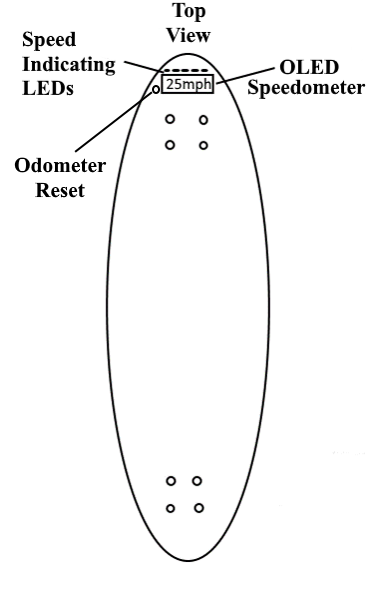 Top
View
Speed
Indicating
LEDs
OLED
Speedometer
25mph
Odometer
Reset